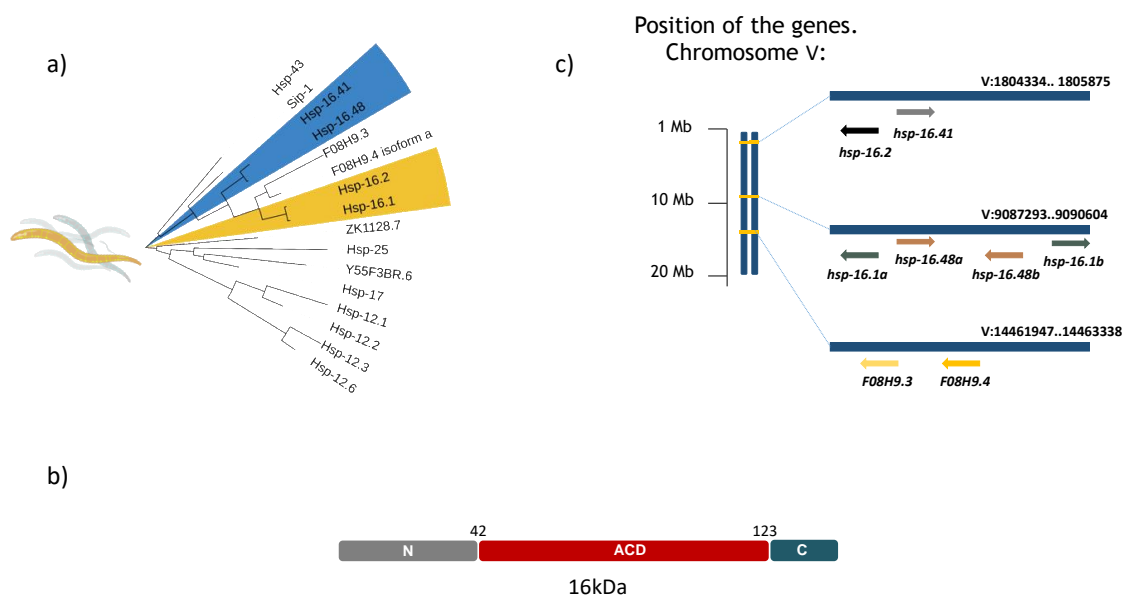 a)
Hsp-43
Sip-1
Hsp-16.41
Hsp-16.48
F08H9.3
F08H9.4 isoform a
Hsp-16.2
Hsp-16.1
ZK1128.7
Hsp-25
Y55F3BR.6
Hsp-17
Hsp-12.1
Hsp-12.2
Hsp-12.3
Hsp-12.6
Position of the genes.
Chromosome V:
c)
1 Mb
10 Mb
20 Mb
V:1804334.. 1805875
hsp-16.41
hsp-16.2
V:9087293..9090604
hsp-16.1a
hsp-16.48a
hsp-16.48b
hsp-16.1b
V:14461947..14463338
F08H9.3
F08H9.4
b)
42
123
N
ACD
C
16kDa